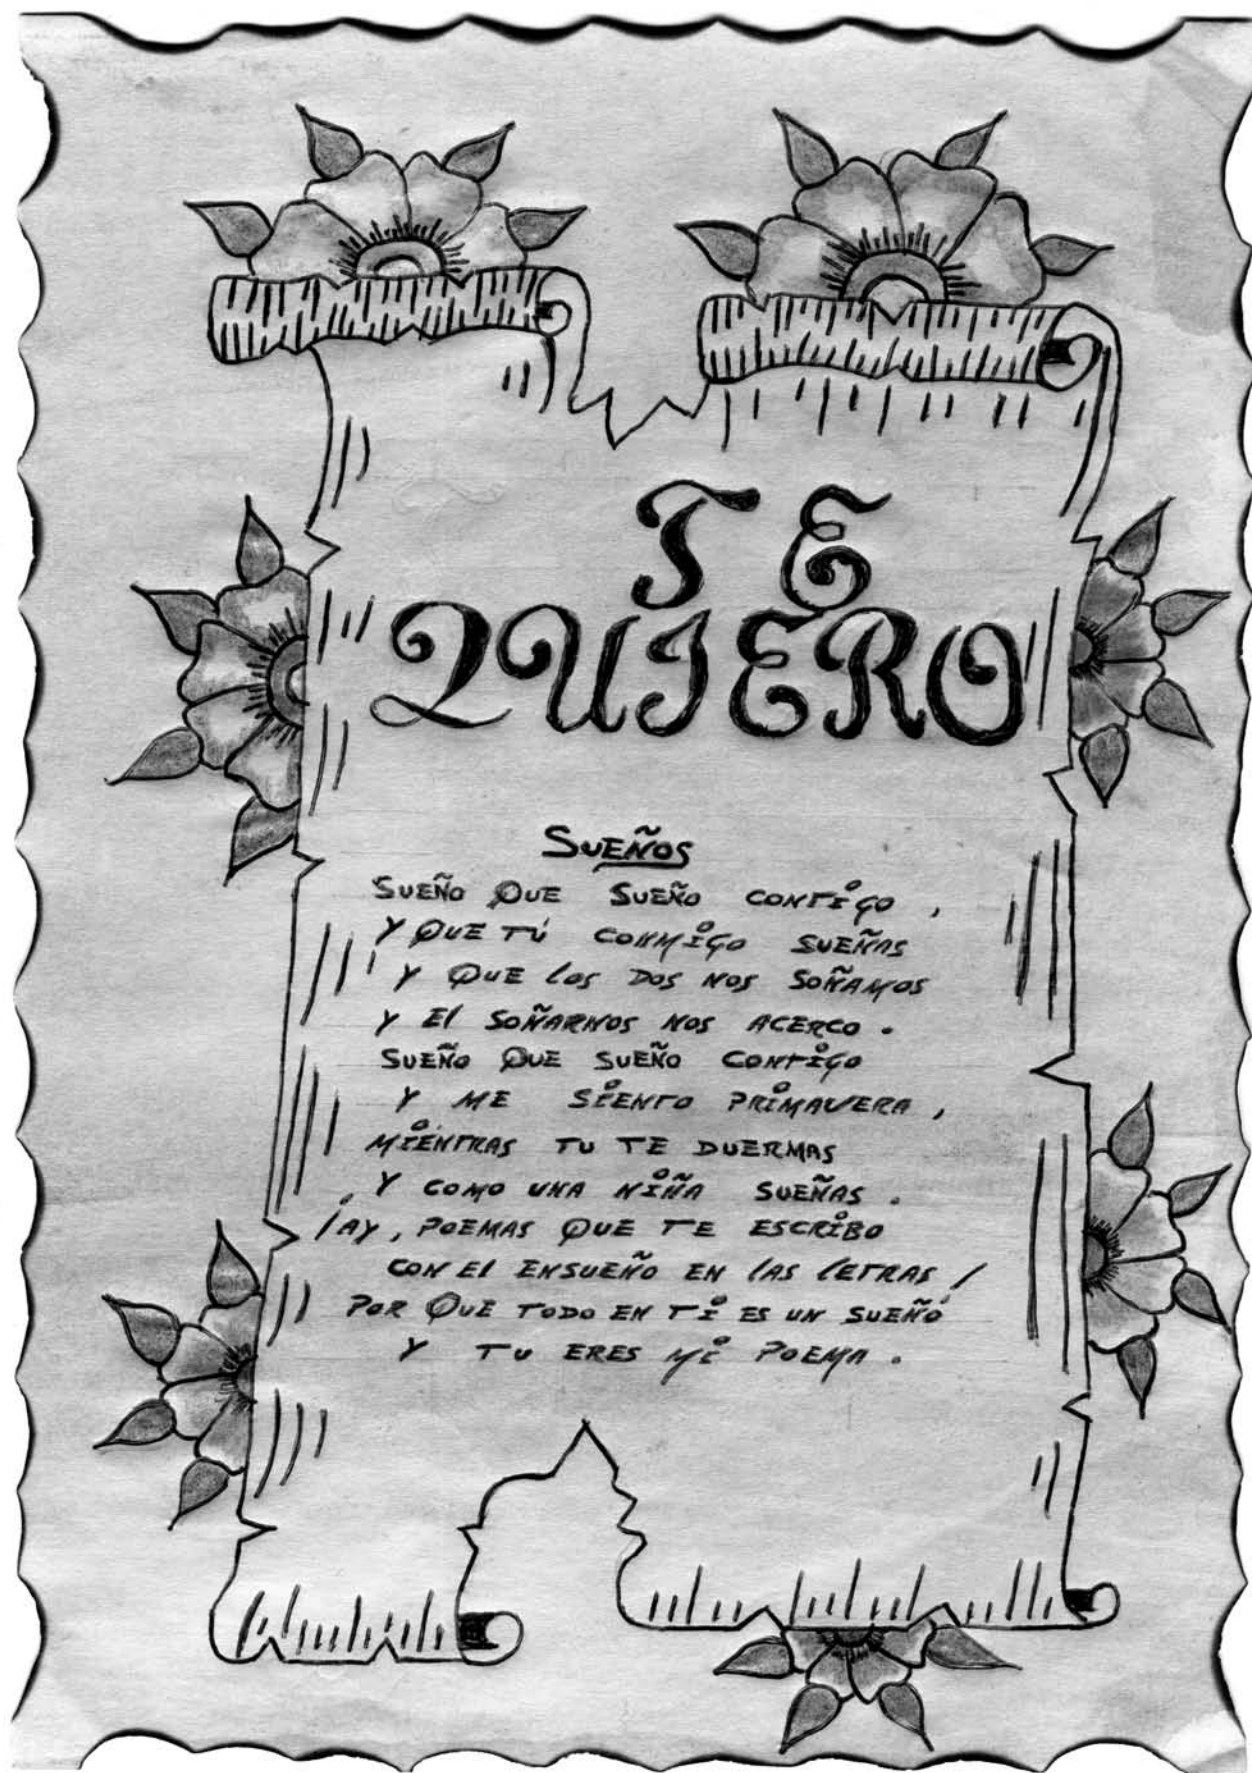 TE
QUIERO
SUEÑOS
SUEÑO QUE SUEÑO CONTIGO,
Y QUE TÚ CONMIGO SUEÑAS
Y QUE LOS DOS NOS SOÑAMOS
Y El SOÑARNOS NOS ACERCO.
SUEÑO QUE SUEÑO CONTIGO
Y ME SIENTO PRIMAVERA,
MIENTRAS TU TE DUERMAS
Y COMO UNA NIÑA SUEÑAS.
¡AY, POEMAS QUE TE ESCRIBO
CON El ENSUEÑO EN LAS LETRAS!
POR QUE TODO EN TI ES UN SUEÑO
Y TU ERES MI POEMA.